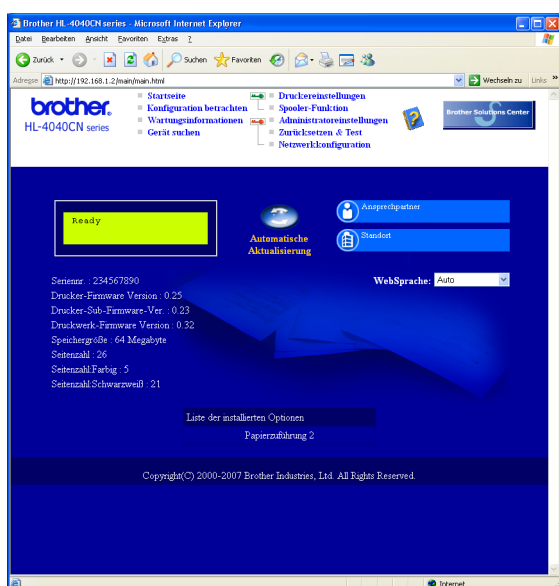 Brother HL-4040CN series - Microsoft Internet Explorer
Datei Bearbeiten Ansicht Favoriten Extras ?
Zurück Suchen Favoriten
Adresse http://192.168.1.2/main/main.html Wechseln zu Links »
brother.
HL-4040CN series
Startseite
Konfiguration betrachten
Wartungsinformationen
Gerät suchen
Druckereinstellungen
Spooler-Funktion
Administratoreinstellungen
Zurücksetzen & Test
Netzwerkkonfiguration
Brother Solutions Center
Ready
Automatische
Aktualisierung
Ansprechpartner
Standort
WebSprache: Auto
Seriennr. : 234567890
Drucker-Firmware Version : 0.25
Drucker-Sub-Firmware-Ver. : 0.23
Druckwerk-Firmware Version : 0.32
Speichergröße : 64 Megabyte
Seitenzahl : 26
Seitenzahl:Farbig : 5
Seitenzahl:Schwarzweiß : 21
Liste der installierten Optionen
Papierzuführung 2
Copyright(C) 2000-2007 Brother Industries, Ltd. All Rights Reserved.
Internet